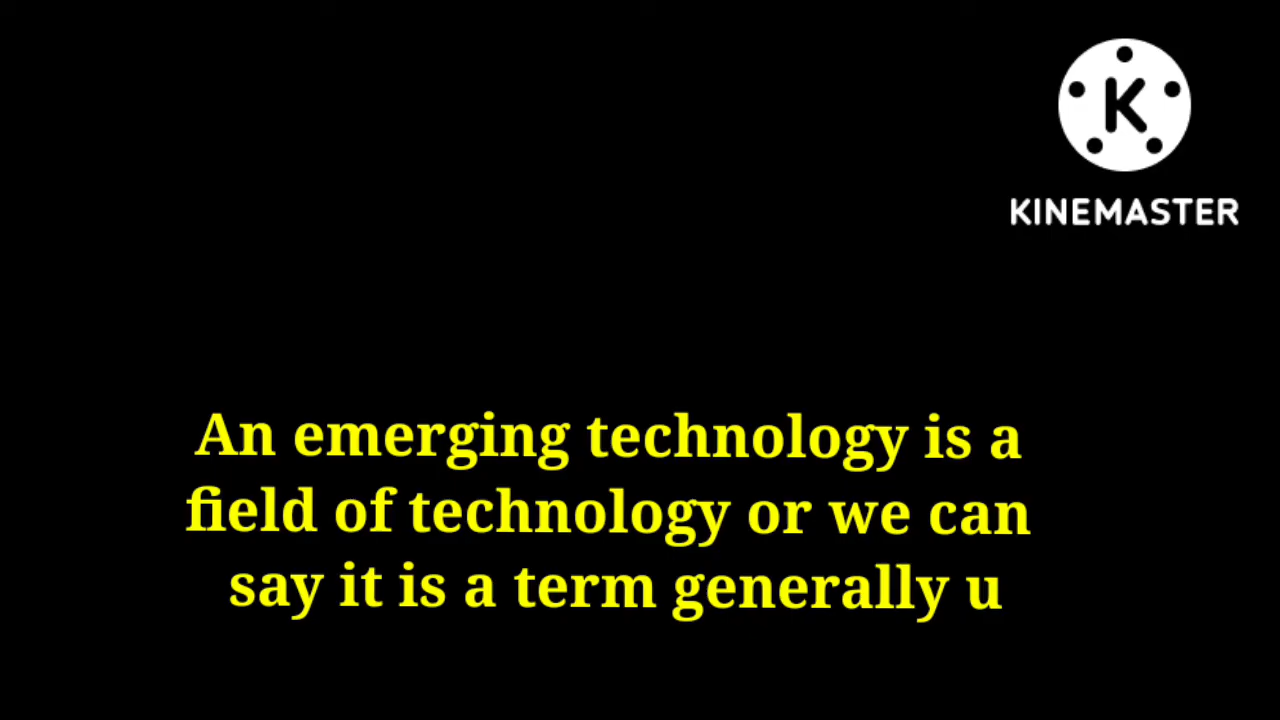 K
KINEMASTER
An emerging technology is a
field of technology or we can
say it is a term generally u